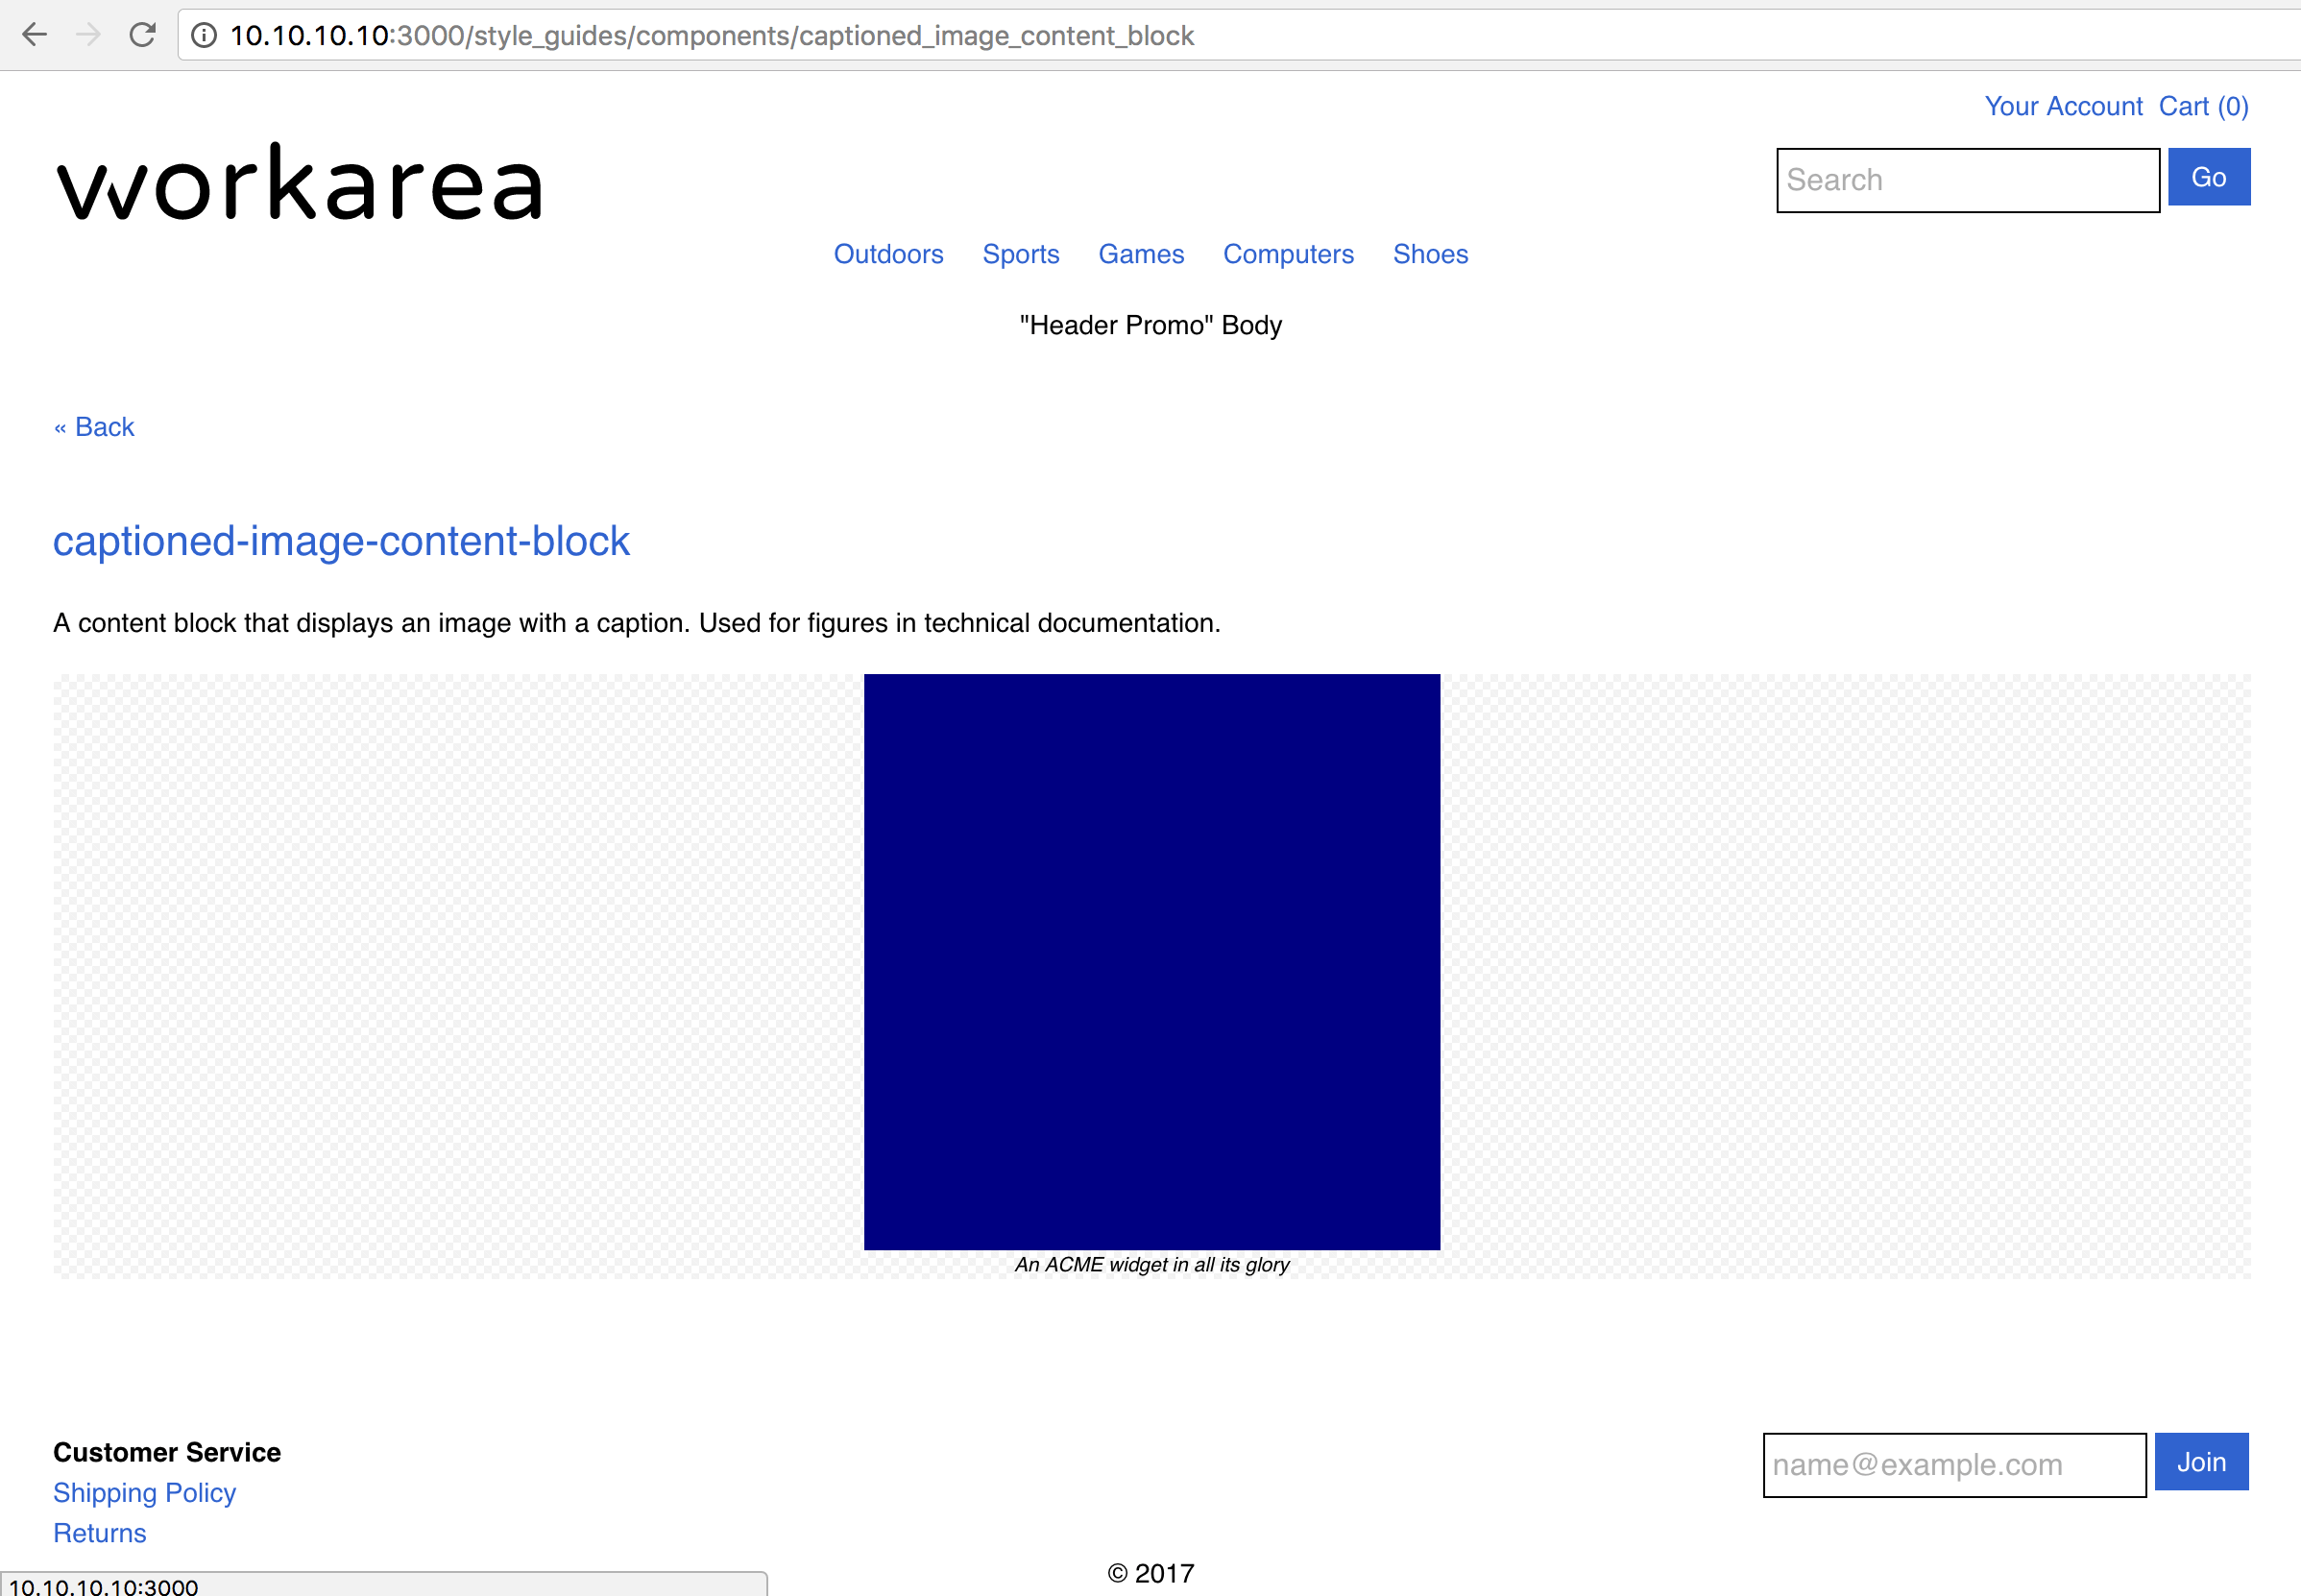 10.10.10.10:3000/style_guides/components/captioned_image_content_block
Your Account Cart (0)
workarea
Search Go
Outdoors Sports Games Computers Shoes
"Header Promo" Body
« Back
captioned-image-content-block
A content block that displays an image with a caption. Used for figures in technical documentation.
An ACME widget in all its glory
Customer Service
name@example.com Join
Shipping Policy
Returns
© 2017
10.10.10.10:3000